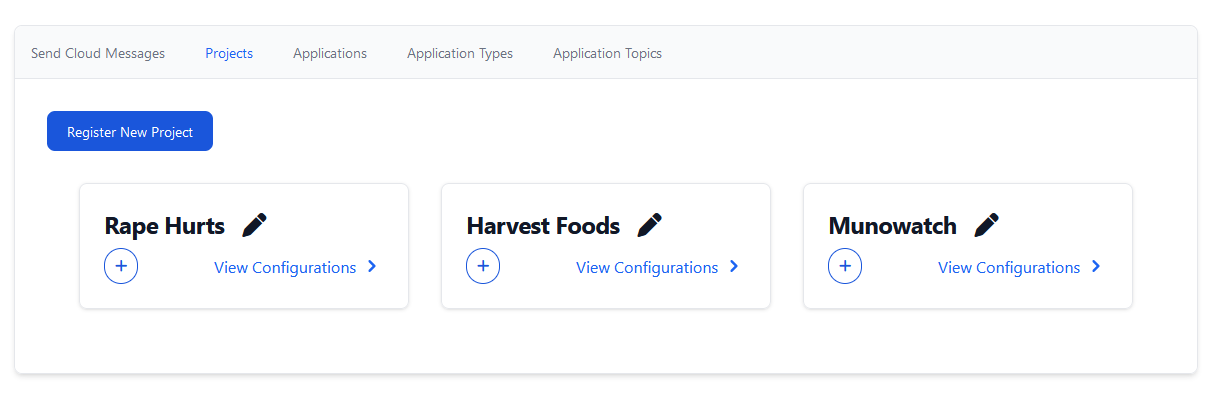 Send Cloud Messages Projects Applications Application Types Application Topics
Register New Project
Rape Hurts
+ View Configurations
Harvest Foods
+ View Configurations
Munowatch
+ View Configurations